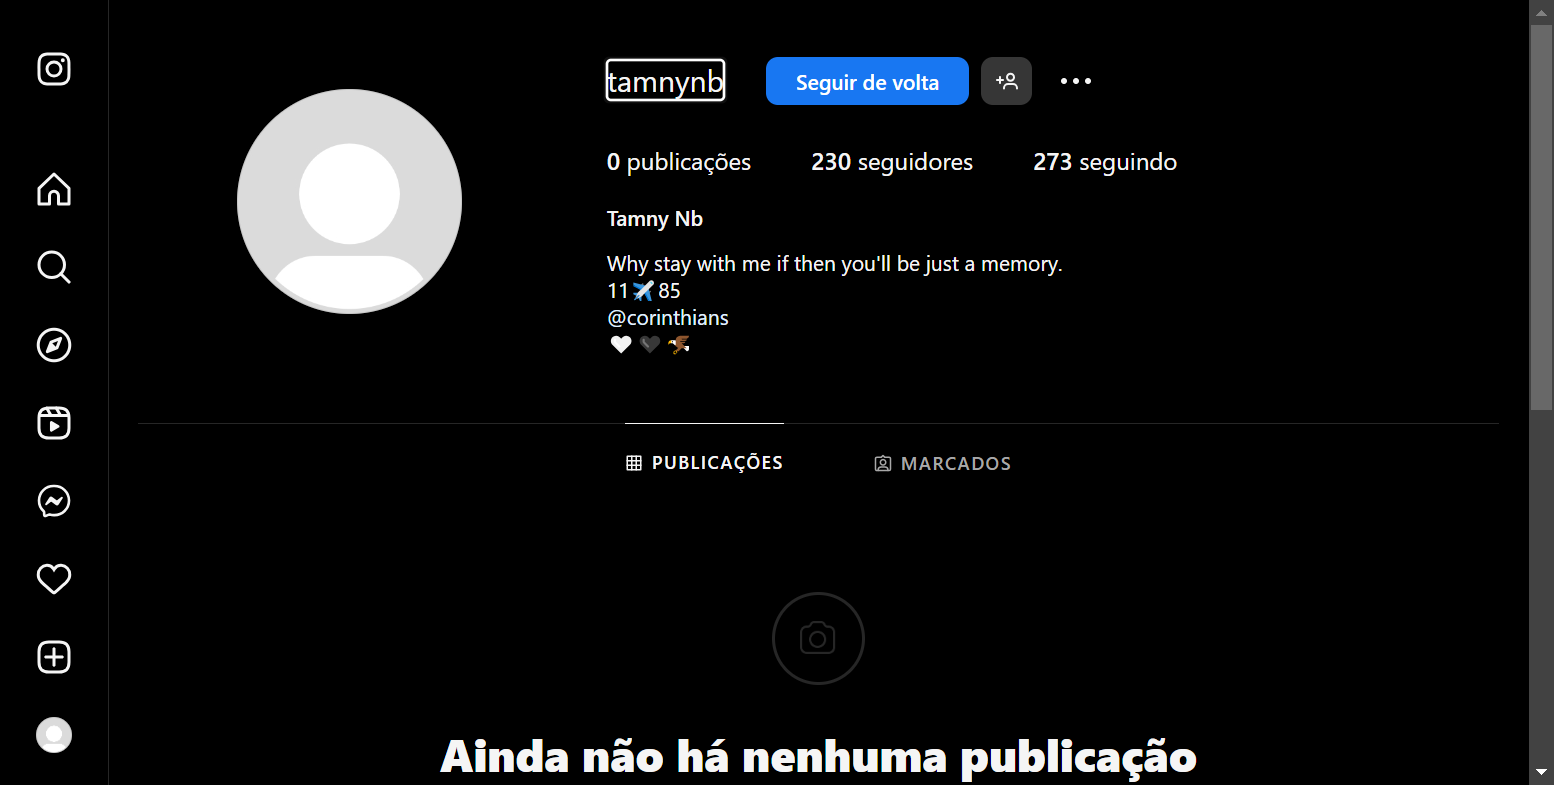 tamnynb Seguir de volta
0 publicações 230 seguidores 273 seguindo
Tamny Nb
Why stay with me if then you'll be just a memory.
11✈️85
@corinthians
🤍🖤🦅
PUBLICAÇÕES MARCADOS
Ainda não há nenhuma publicação